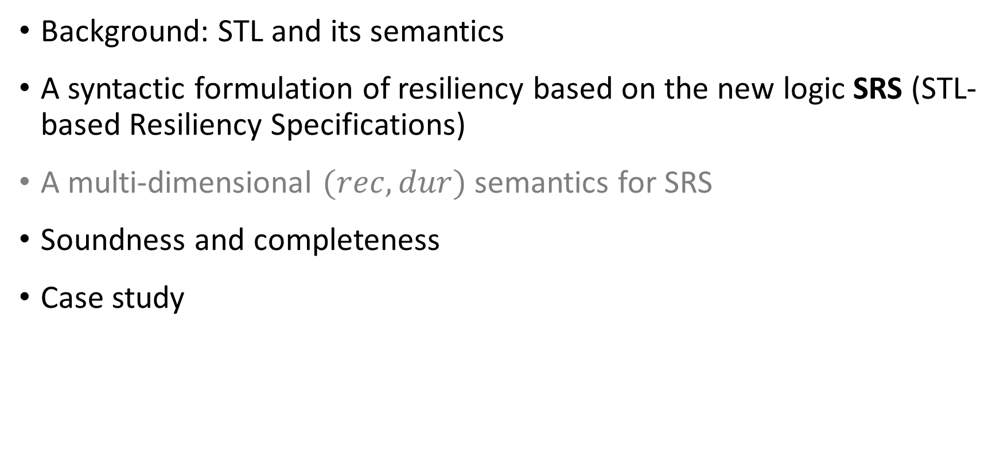 • Background: STL and its semantics
• A syntactic formulation of resiliency based on the new logic SRS (STL-
based Resiliency Specifications)
• A multi-dimensional (rec, dur) semantics for SRS
• Soundness and completeness
• Case study